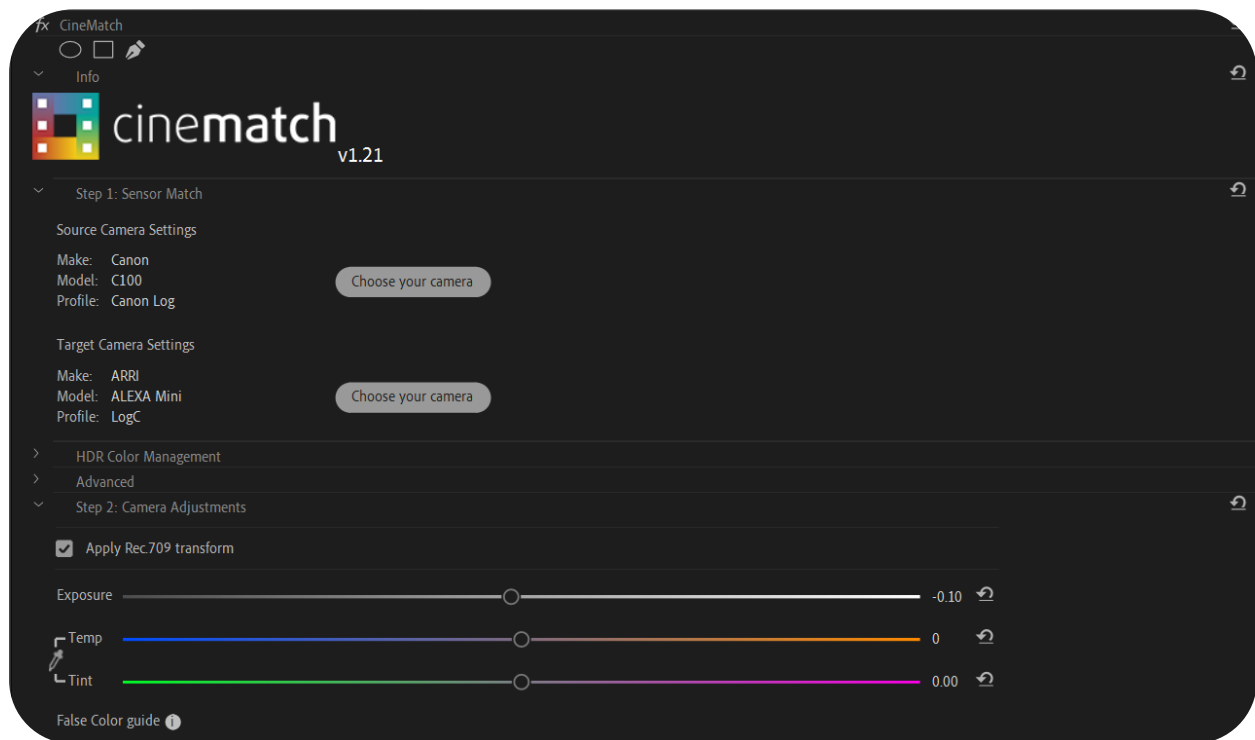 fx CineMatch
Info
cinematch
v1.21
Step 1: Sensor Match
Source Camera Settings
Make: Canon
Model: C100
Profile: Canon Log
Choose your camera
Target Camera Settings
Make: ARRI
Model: ALEXA Mini
Profile: LogC
Choose your camera
HDR Color Management
Advanced
Step 2: Camera Adjustments
Apply Rec.709 transform
Exposure -0.10
Temp 0
Tint 0.00
False Color guide i